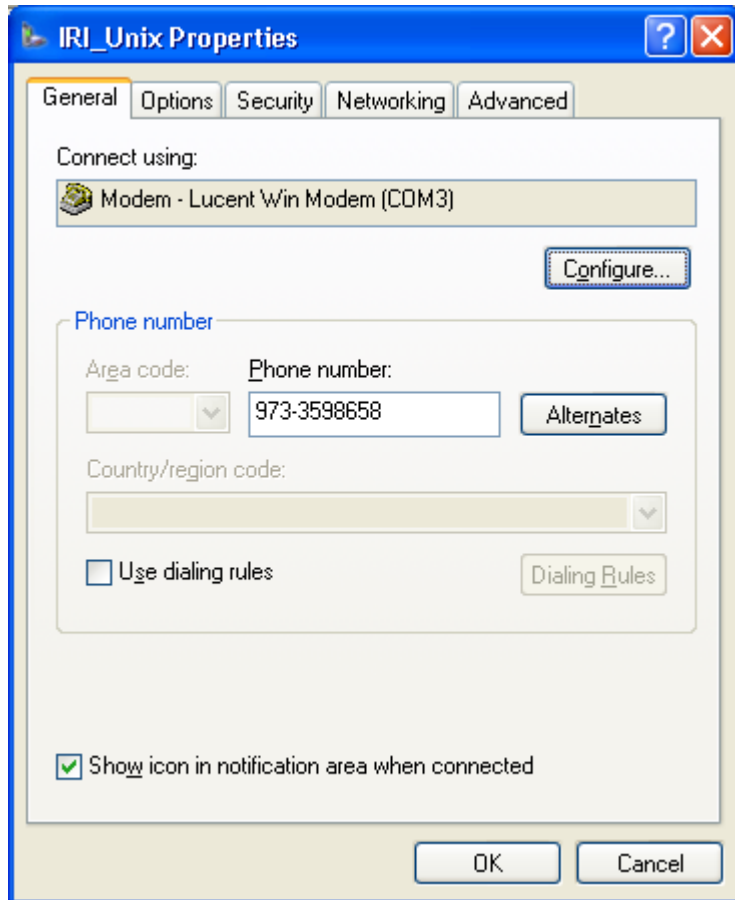 IRI_Unix Properties
General Options Security Networking Advanced
Connect using:
Modem - Lucent Win Modem (COM3)
Configure...
Phone number
Area code: Phone number:
973-3598658 Alternates
Country/region code:
Use dialing rules Dialing Rules
Show icon in notification area when connected
OK Cancel